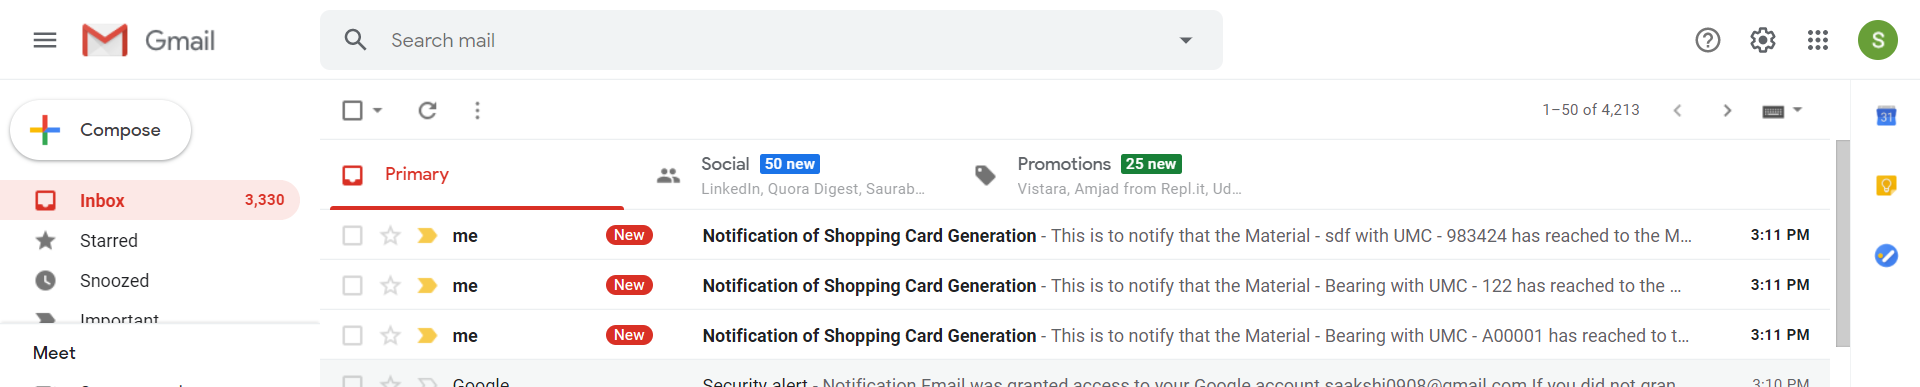 Gmail
Search mail
S
Compose
1–50 of 4,213
31
Primary
Social 50 new
LinkedIn, Quora Digest, Saurab...
Promotions 25 new
Vistara, Amjad from Repl.it, Ud...
Inbox 3,330
Starred
Snoozed
Important
Meet
me New Notification of Shopping Card Generation - This is to notify that the Material - sdf with UMC - 983424 has reached to the M... 3:11 PM
me New Notification of Shopping Card Generation - This is to notify that the Material - Bearing with UMC - 122 has reached to the ... 3:11 PM
me New Notification of Shopping Card Generation - This is to notify that the Material - Bearing with UMC - A00001 has reached to t... 3:11 PM
Google Security alert - Notification Email was granted access to your Google account saakshi0908@gmail.com If you did not gran 3:10 PM